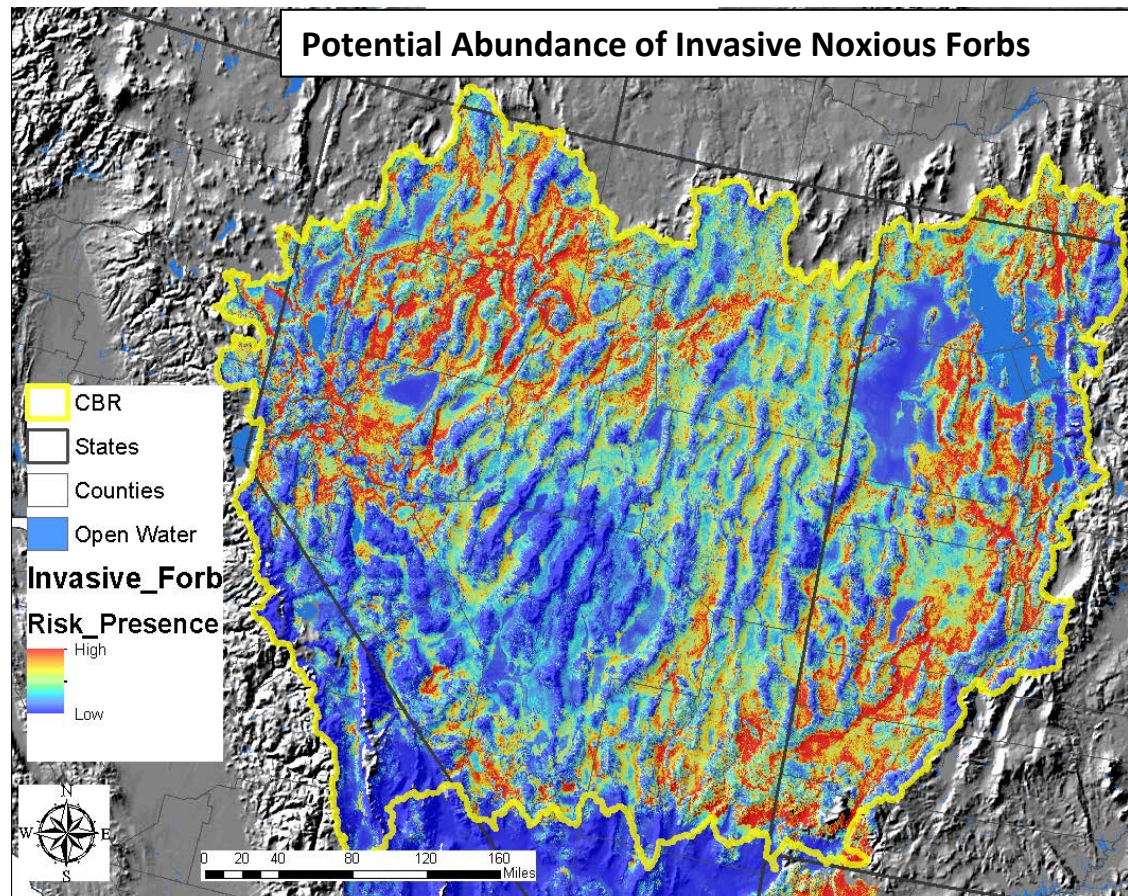 Potential Abundance of Invasive Noxious Forbs
CBR
States
Counties
Open Water
Invasive_Forb
Risk_Presence
High
Low
N
W E
S
0 20 40 80 120 160
Miles